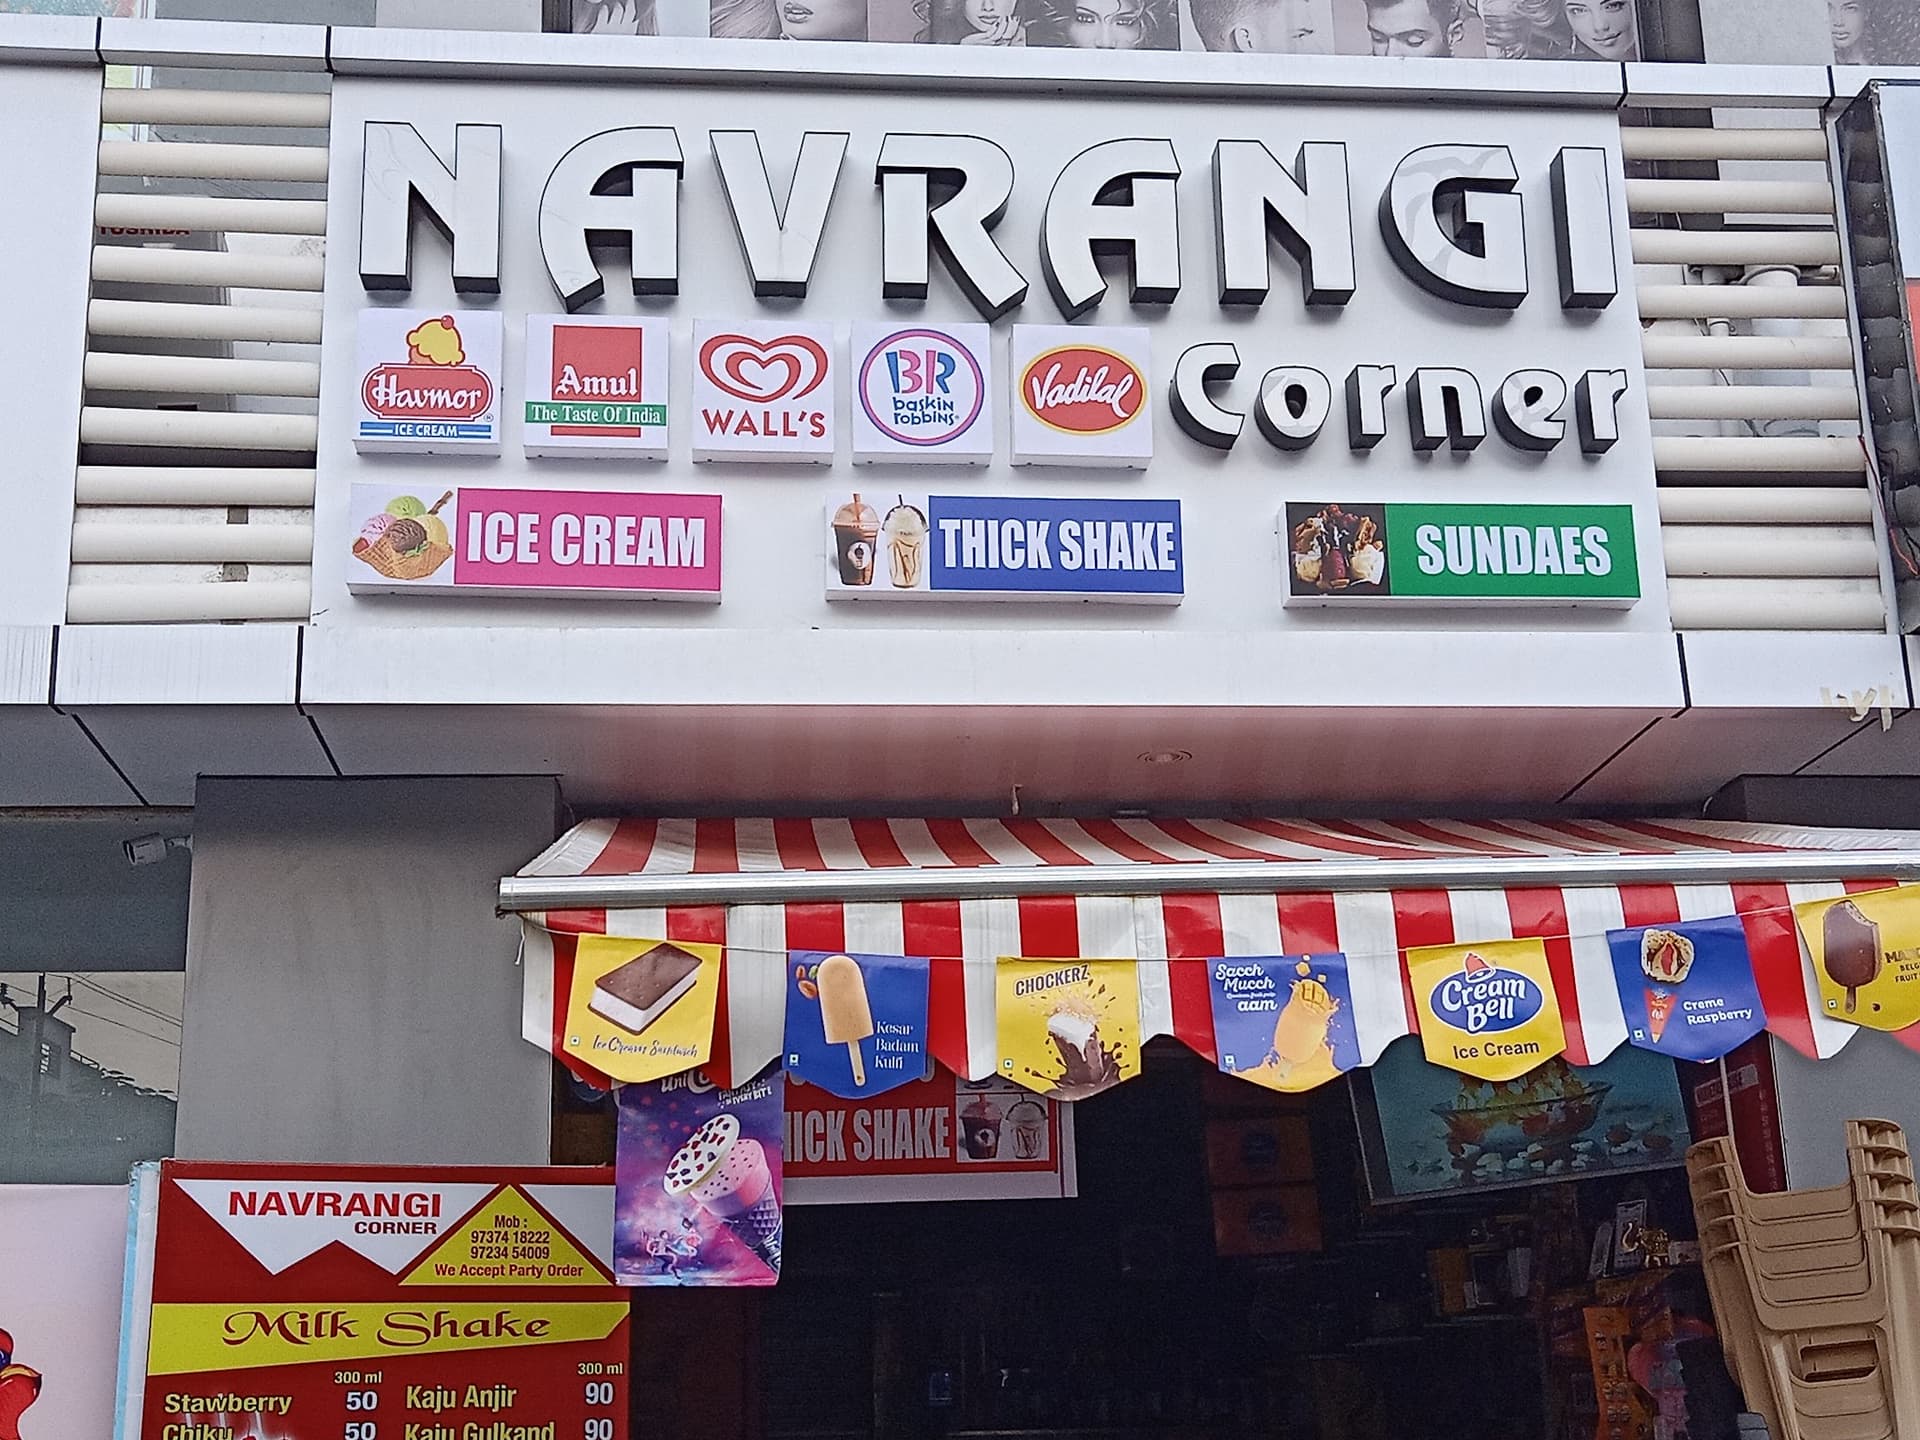 NAVRANGI
Corner
Havmor
ICE CREAM
Amul
The Taste Of India
WALL'S
BR
baskin
robbins
Vadilal
ICE CREAM
THICK SHAKE
SUNDAES
TOSHIBA
Ice Cream Sandwich
Kesar
Badam
Kulfi
CHOCKERZ
Sacch
Mucch
aam
Cream
Bell
Ice Cream
Creme
Raspberry
THICK SHAKE
NAVRANGI
CORNER
Mob :
97374 18222
97234 54009
We Accept Party Order
Milk Shake
300 ml 300 ml
Stawberry 50 Kaju Anjir 90
Chiku 50 Kaju Gulkand 90